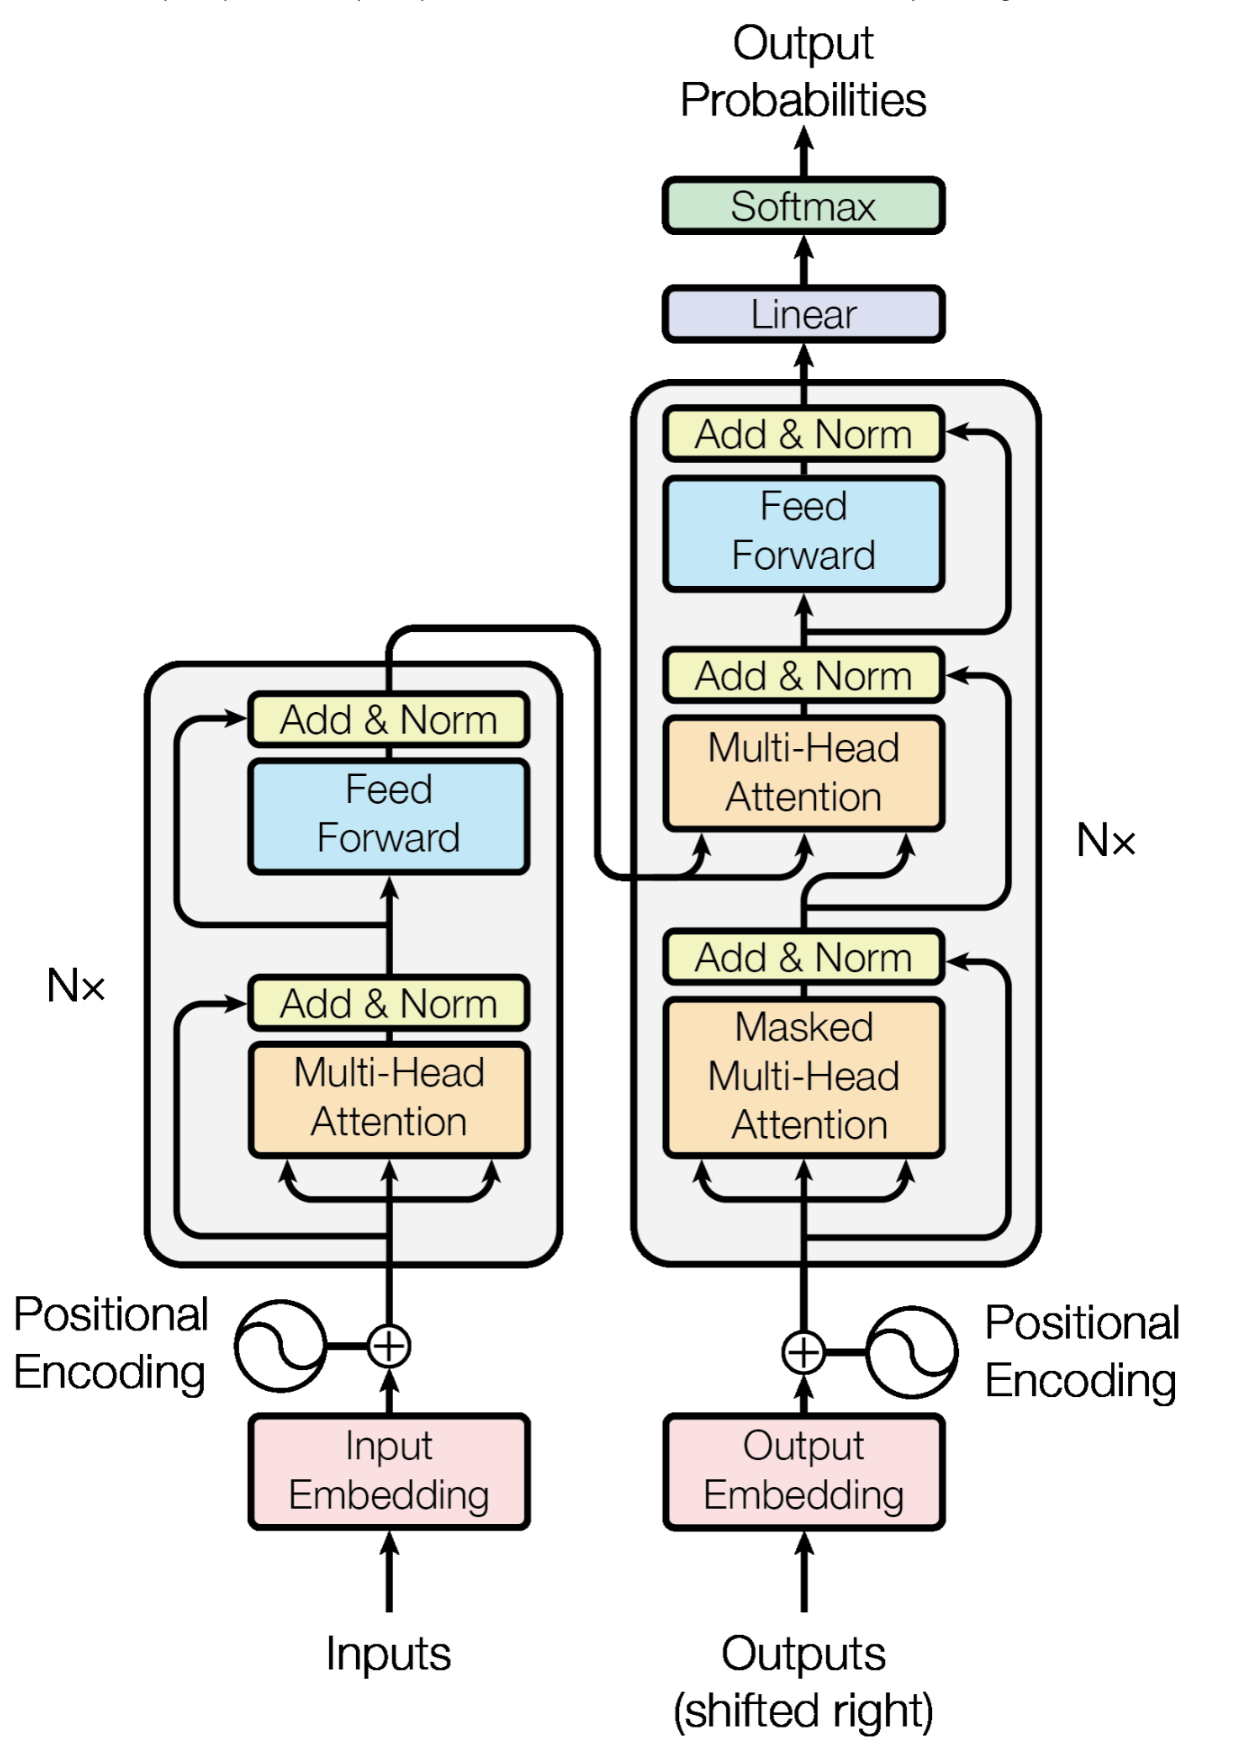 Output
Probabilities
Softmax
Linear
Add & Norm
Feed
Forward
Add & Norm
Multi-Head
Attention
Add & Norm
Masked
Multi-Head
Attention
Nx
Add & Norm
Feed
Forward
Add & Norm
Multi-Head
Attention
Nx
Positional
Encoding
Positional
Encoding
Input
Embedding
Output
Embedding
Inputs
Outputs
(shifted right)